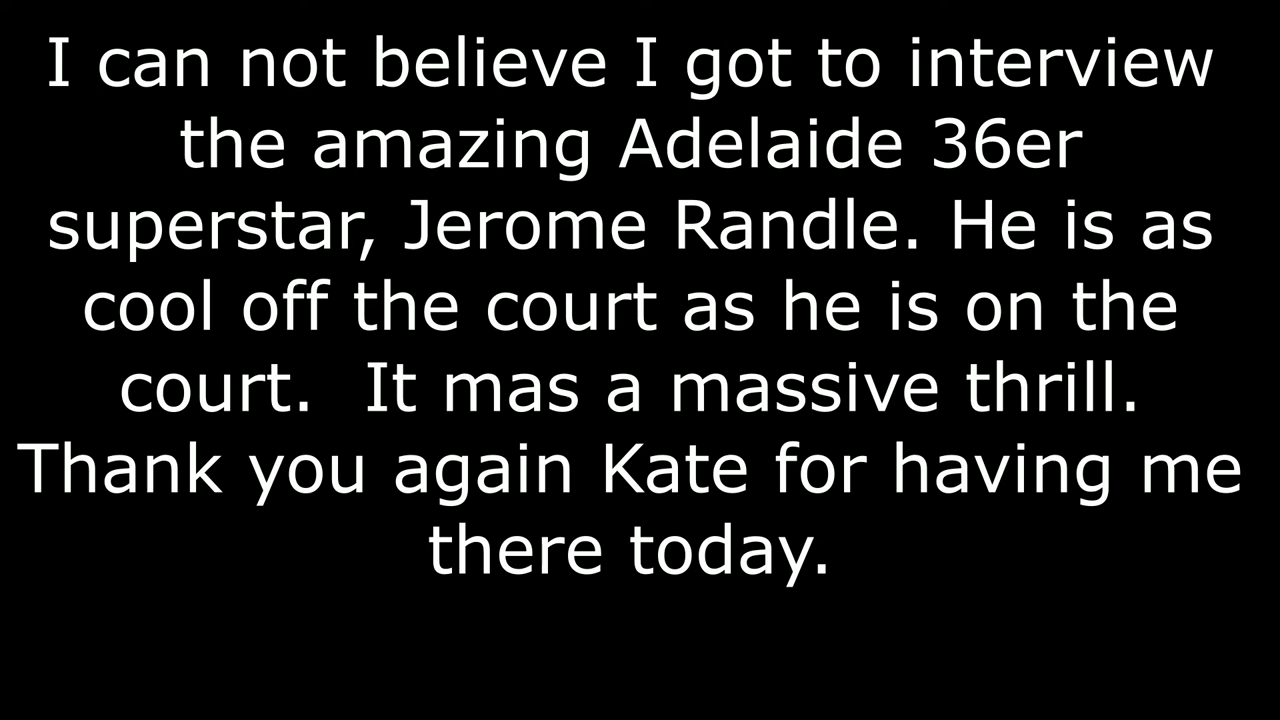 I can not believe I got to interview
the amazing Adelaide 36er
superstar, Jerome Randle. He is as
cool off the court as he is on the
court.  It mas a massive thrill.
Thank you again Kate for having me
there today.